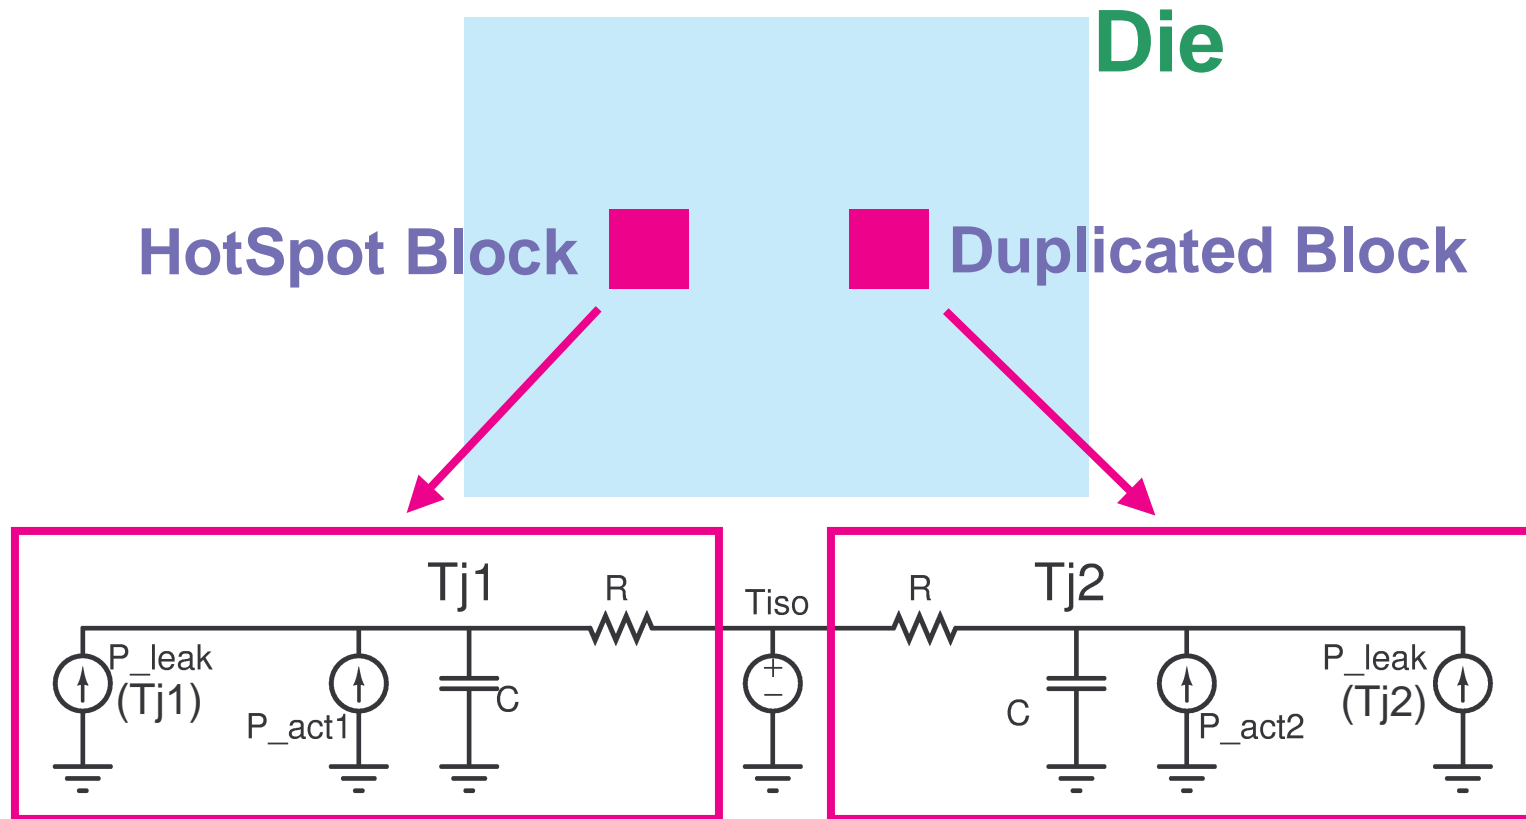 Die
HotSpot Block
Duplicated Block
Tj1
R
Tiso
R
Tj2
P_leak
(Tj1)
P_act1
C
+
−
C
P_act2
P_leak
(Tj2)